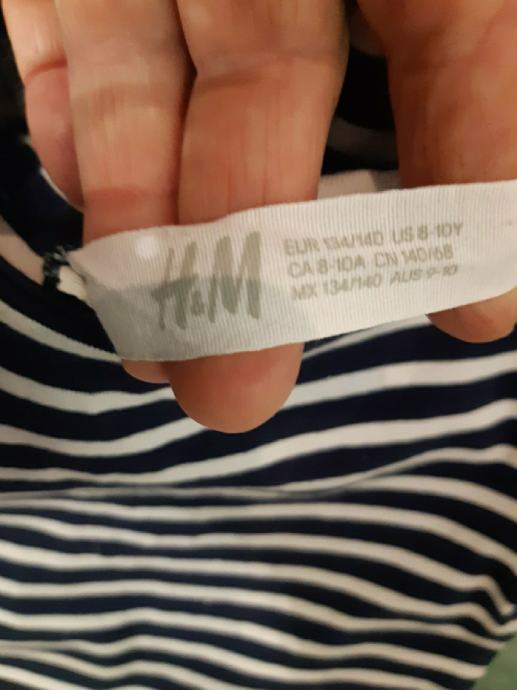 H&M
EUR 134/140 US 8-10Y
CA 8-10A CN 140/68
MX 134/140 AUS 9-10